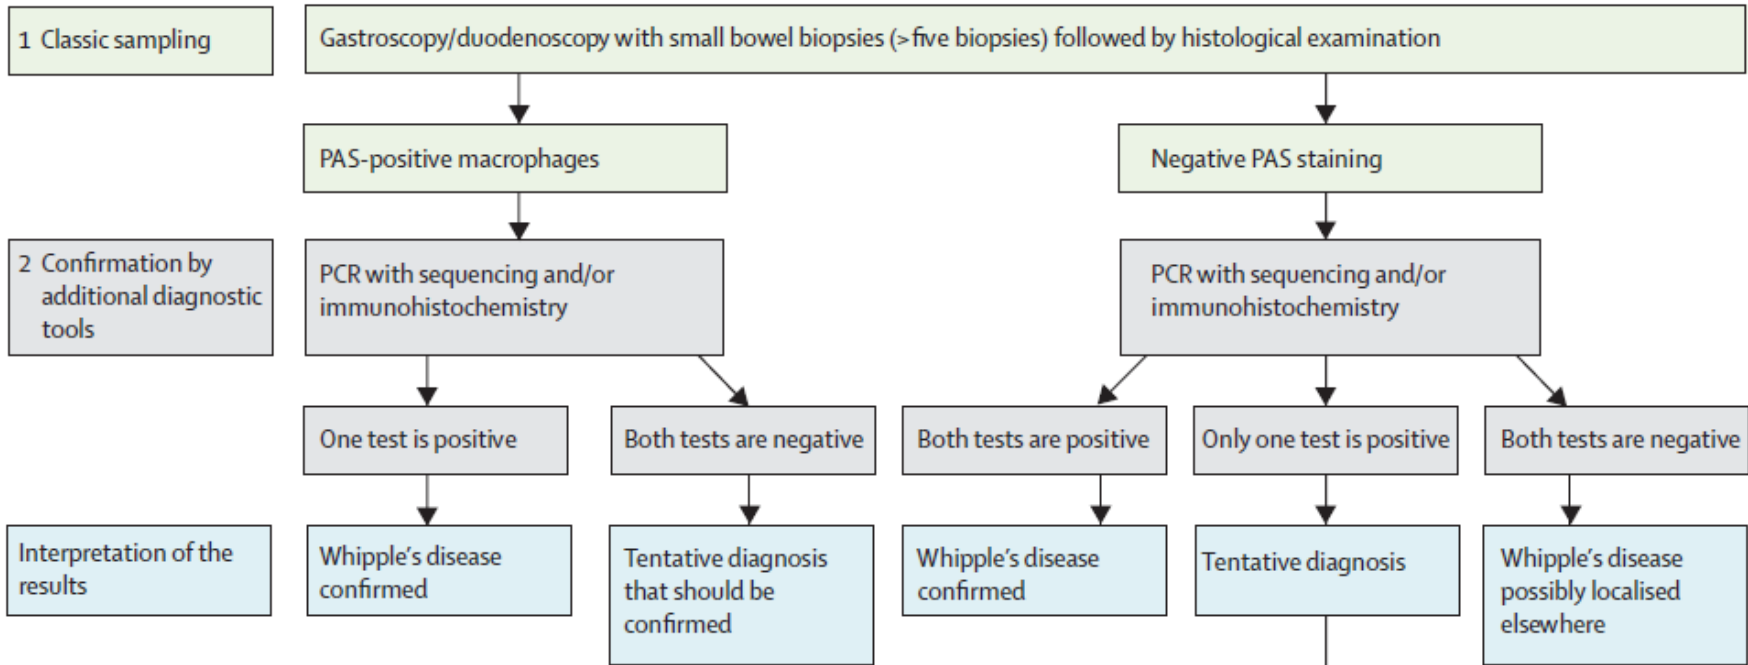 1 Classic sampling
Gastroscopy/duodenoscopy with small bowel biopsies (>five biopsies) followed by histological examination
PAS-positive macrophages
Negative PAS staining
2 Confirmation by
additional diagnostic
tools
PCR with sequencing and/or
immunohistochemistry
PCR with sequencing and/or
immunohistochemistry
One test is positive
Both tests are negative
Both tests are positive
Only one test is positive
Both tests are negative
Interpretation of the
results
Whipple’s disease
confirmed
Tentative diagnosis
that should be
confirmed
Whipple’s disease
confirmed
Tentative diagnosis
Whipple’s disease
possibly localised
elsewhere